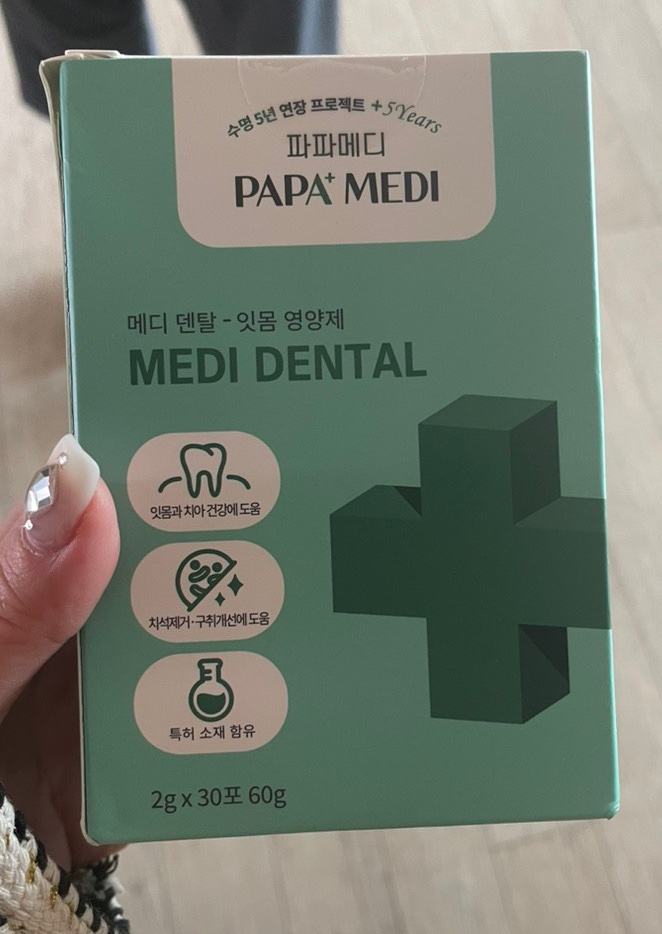 수명 5년 연장 프로젝트 +5Years
파파메디
PAPA+ MEDI
메디 덴탈 - 잇몸 영양제
MEDI DENTAL
잇몸과 치아 건강에 도움
치석제거·구취개선에 도움
특허 소재 함유
2g x 30포 60g